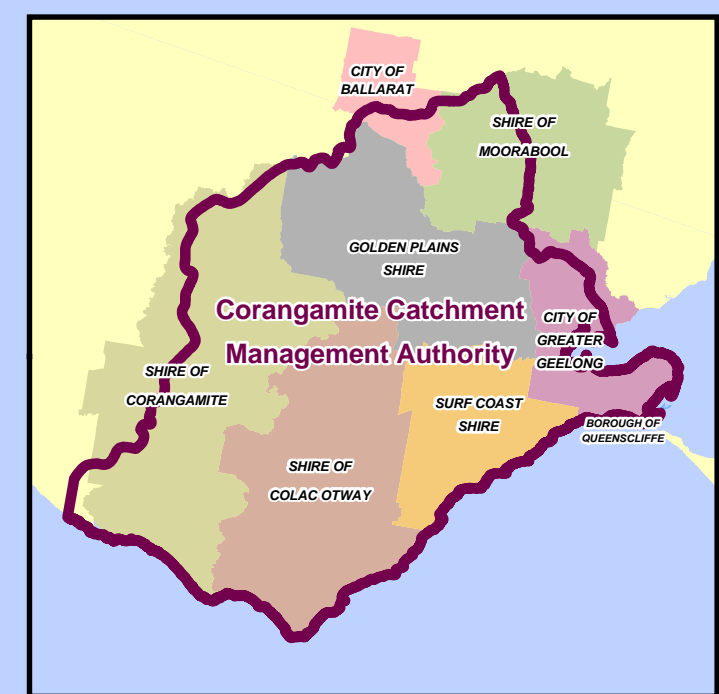 CITY OF
BALLARAT
SHIRE OF
MOORABOOL
GOLDEN PLAINS
SHIRE
Corangamite Catchment
Management Authority
CITY OF
GREATER
GEELONG
SHIRE OF
CORANGAMITE
SURF COAST
SHIRE
BOROUGH OF
QUEENSCLIFFE
SHIRE OF
COLAC OTWAY